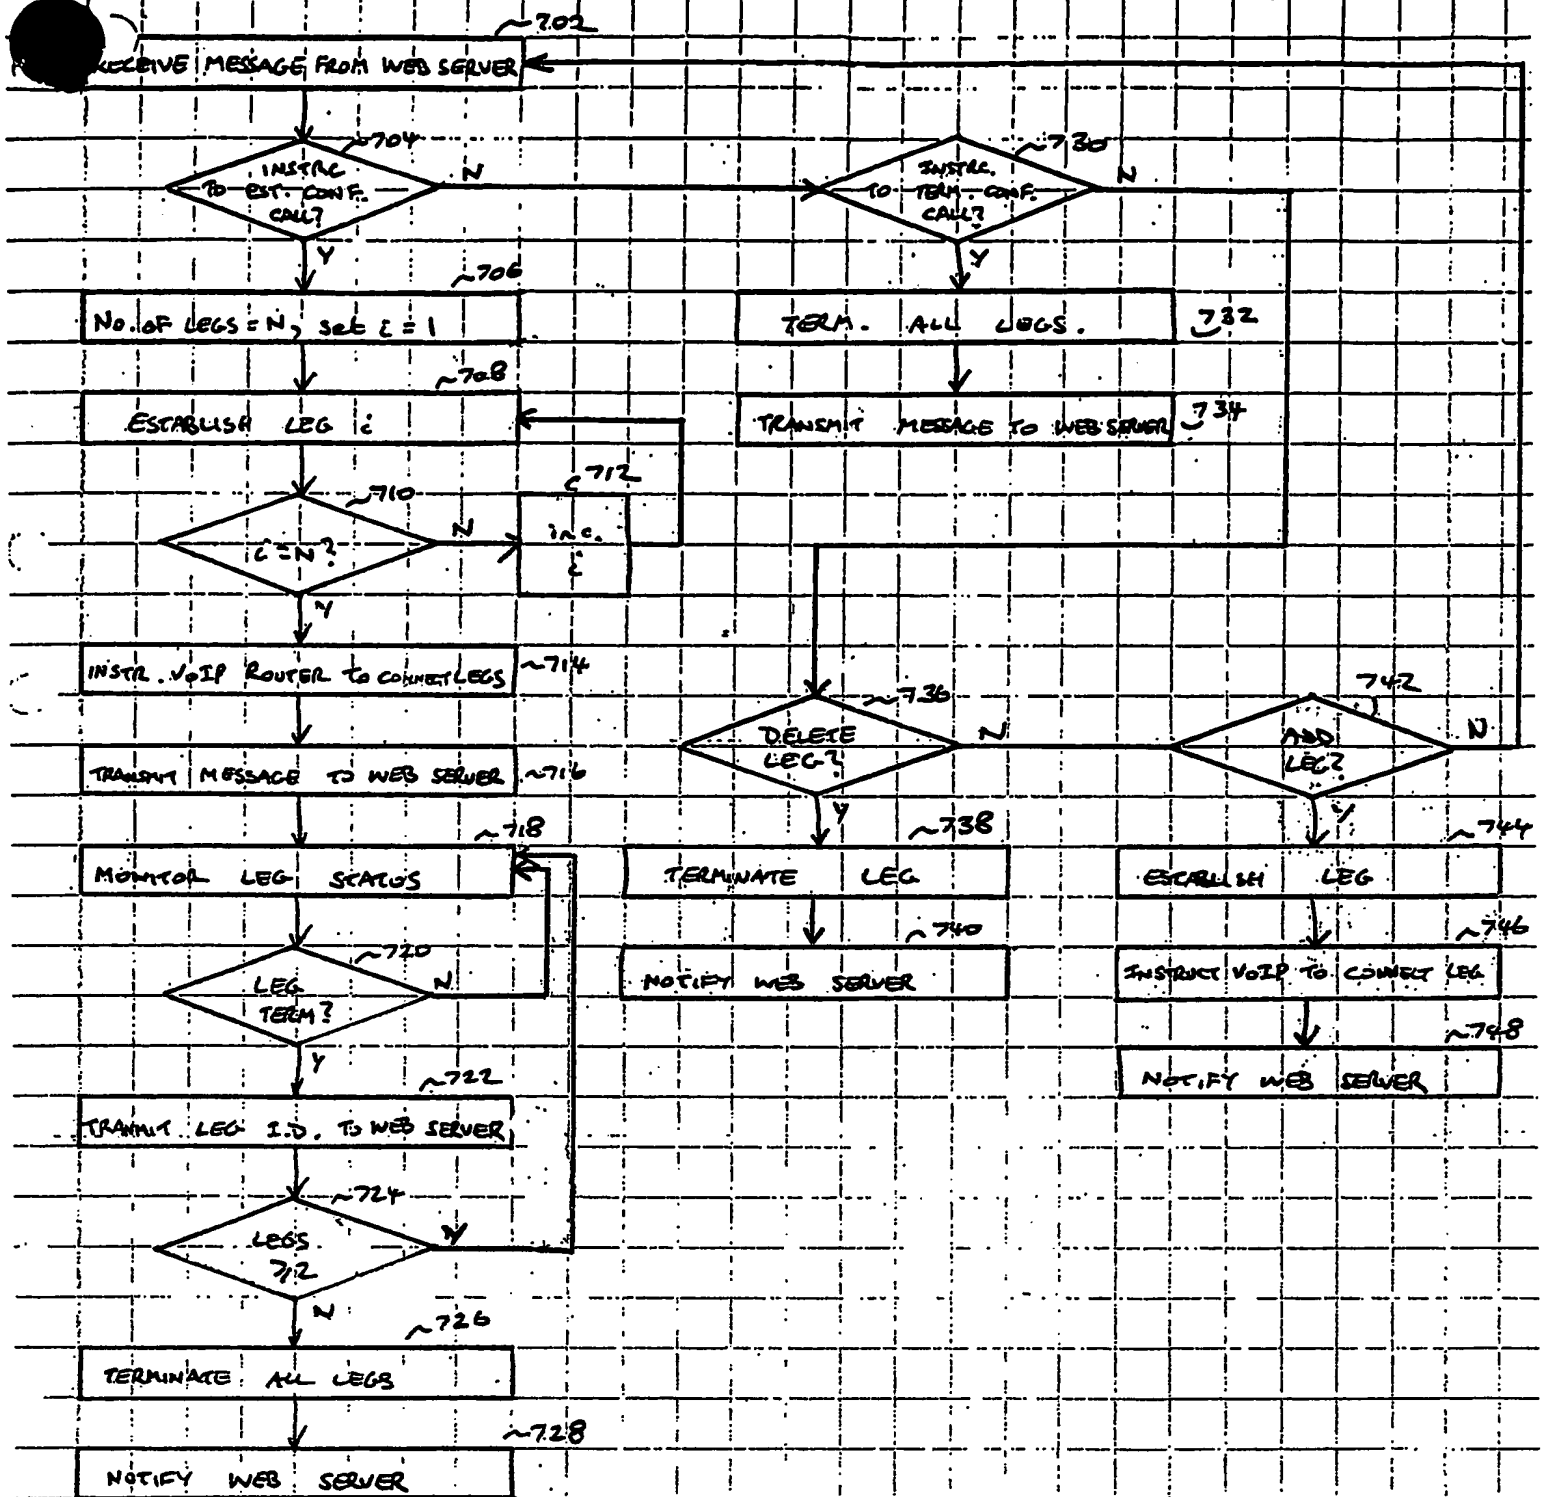 ~702
RECEIVE MESSAGE FROM WEB SERVER
~704
INSTRC
TO EST. CONF.
CALL?
N
Y
~730
INSTRC.
TO TERM. CONF.
CALL?
N
Y
~706
No. OF LEGS = N, set i = 1
TERM. ALL LEGS.
732
~708
ESTABLISH LEG i
TRANSMIT MESSAGE TO WEB SERVER
734
~710
i = N?
N
Y
712
inc.
i
INSTR. VoIP ROUTER TO CONNECT LEGS
~714
TRANSMIT MESSAGE TO WEB SERVER
~716
~736
DELETE
LEG?
N
Y
742
ADD
LEG?
N
Y
~718
MONITOR LEG STATUS
~738
TERMINATE LEG
~744
ESTABLISH LEG
~720
LEG
TERM?
N
Y
~740
NOTIFY WEB SERVER
~746
INSTRUCT VoIP TO CONNECT LEG
~748
NOTIFY WEB SERVER
~722
TRANMIT LEG I.D. TO WEB SERVER
~724
LEGS
N
N
~726
TERMINATE ALL LEGS
~728
NOTIFY WEB SERVER